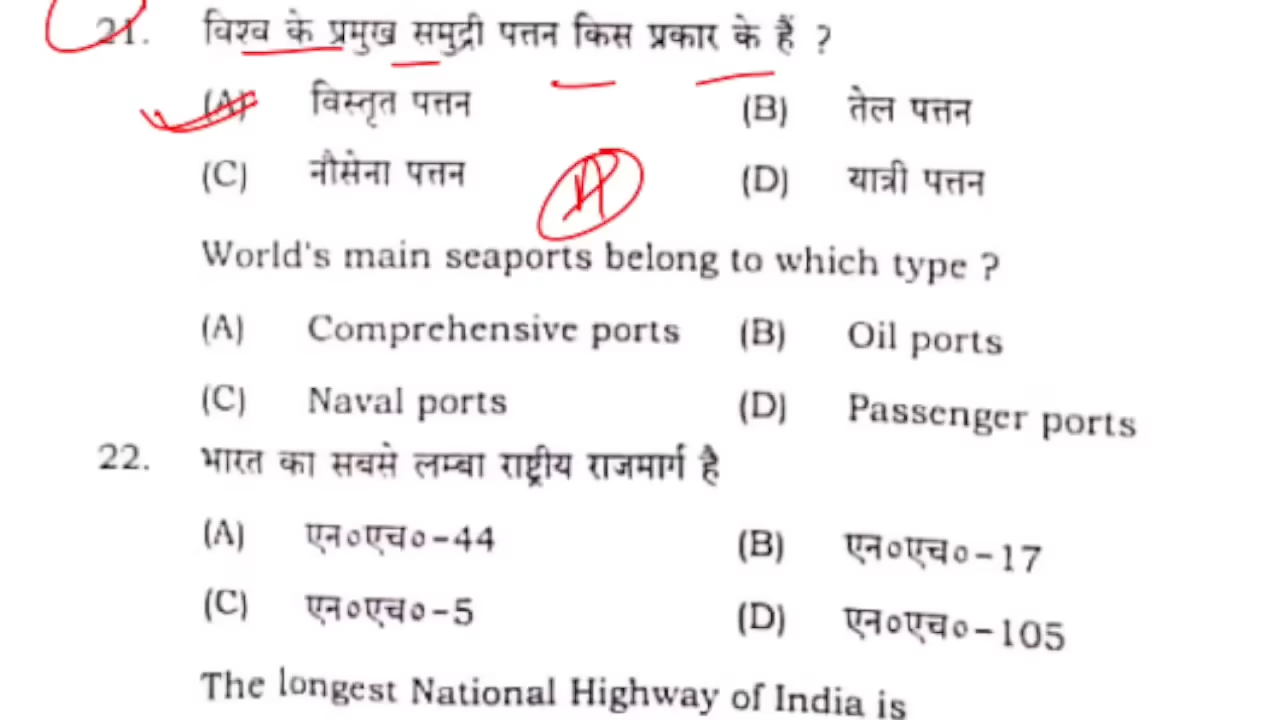 21. विश्व के प्रमुख समुद्री पत्तन किस प्रकार के हैं ?
(A) विस्तृत पत्तन (B) तेल पत्तन
(C) नौसेना पत्तन (D) यात्री पत्तन
A
World's main seaports belong to which type ?
(A) Comprehensive ports (B) Oil ports
(C) Naval ports (D) Passenger ports
22. भारत का सबसे लम्बा राष्ट्रीय राजमार्ग है
(A) एन०एच०-44 (B) एन०एच०-17
(C) एन०एच०-5 (D) एन०एच०-105
The longest National Highway of India is